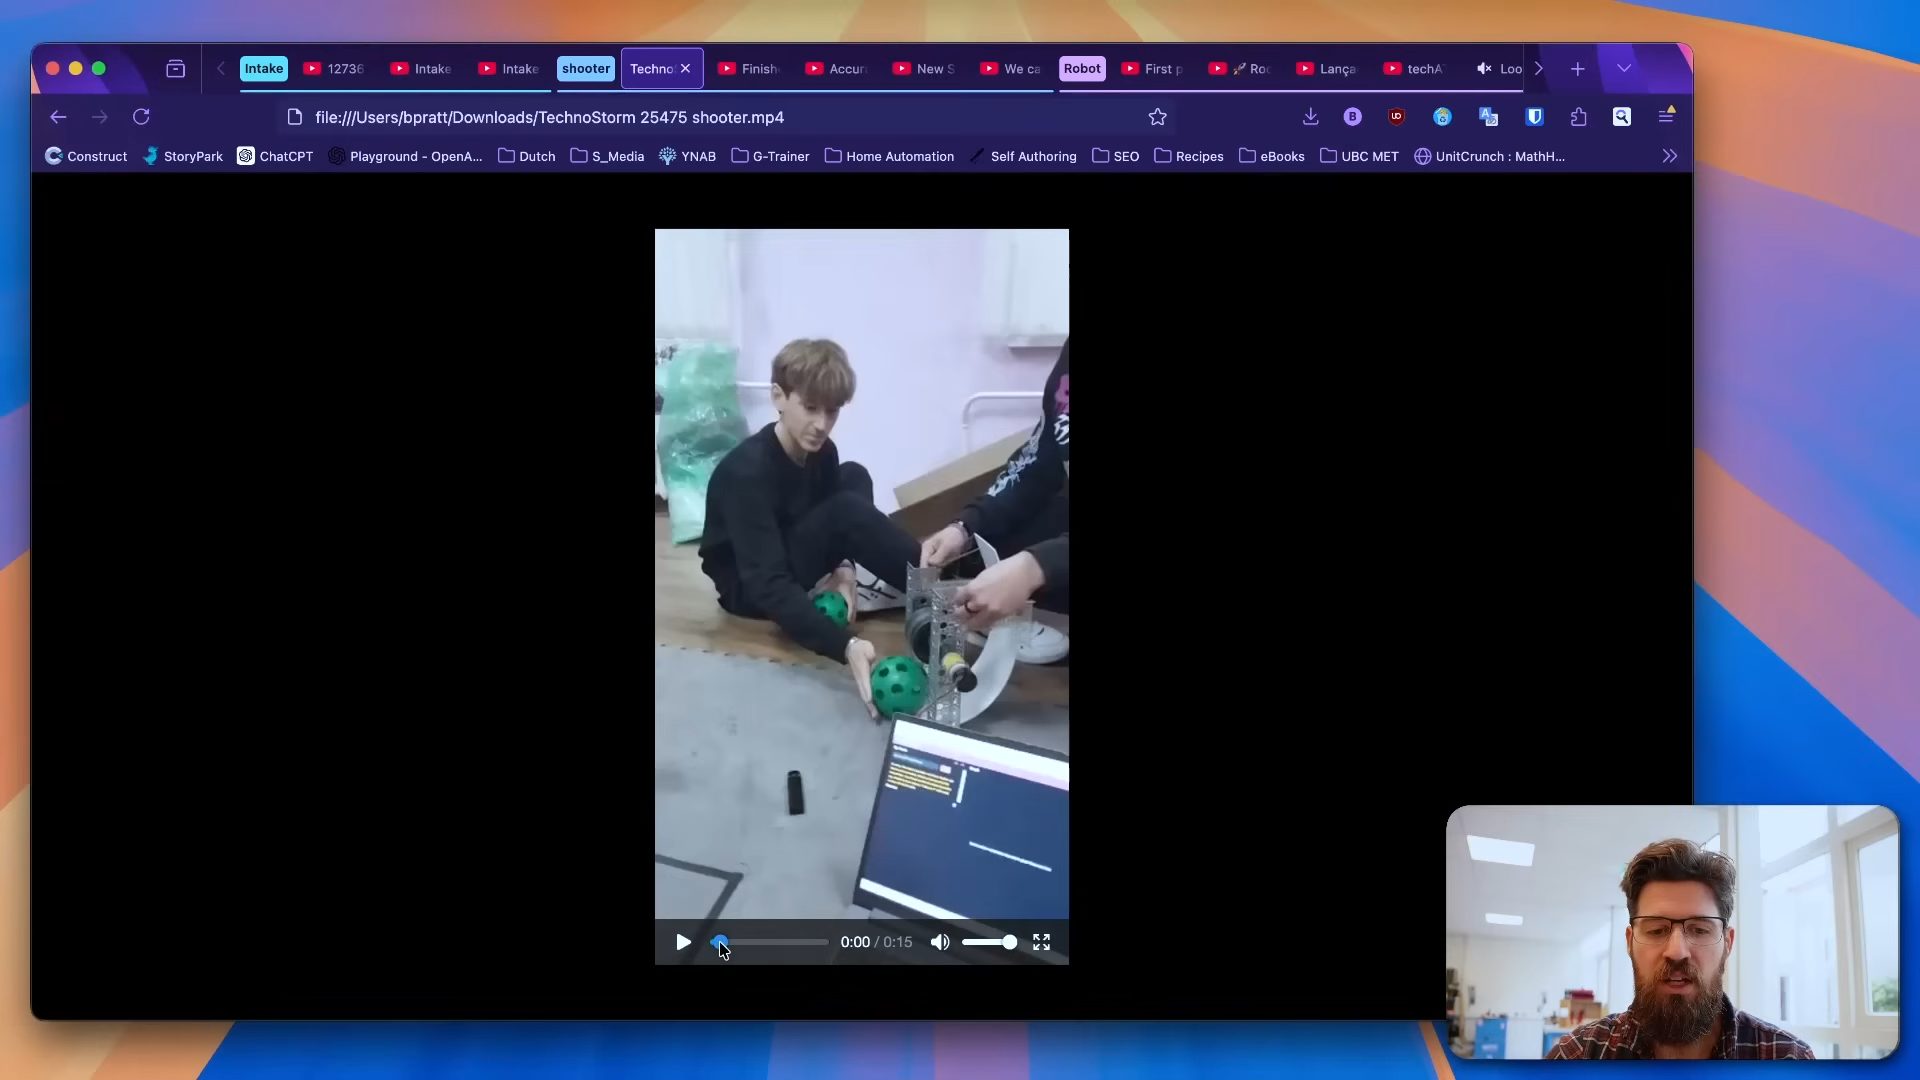 Intake
12736
Intake
Intake
shooter
Techno
Finish
Accur
New S
We ca
Robot
First p
🚀 Roc
Lança
techA
Loo
file:///Users/bpratt/Downloads/TechnoStorm 25475 shooter.mp4
Construct
StoryPark
ChatCPT
Playground - OpenA...
Dutch
S_Media
YNAB
G-Trainer
Home Automation
Self Authoring
SEO
Recipes
eBooks
UBC MET
UnitCrunch : MathH...
0:00 / 0:15